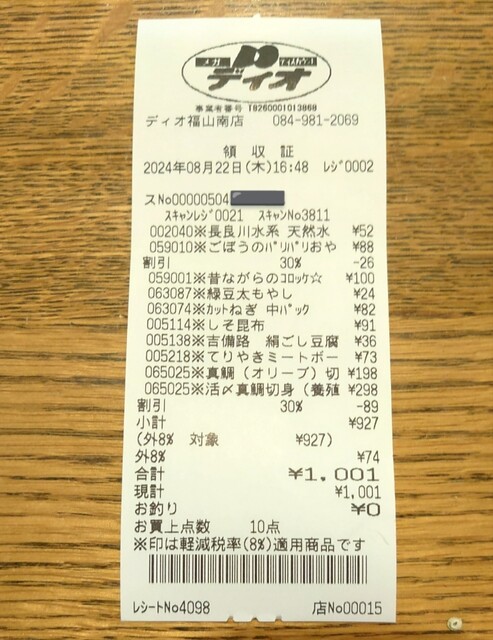 メガ ディスカウント
ディオ
事業者番号 T8260001013868
ディオ福山南店 084-981-2069
領 収 証
2024年08月22日(木)16:48 ﾚｼﾞ0002
スNo00000504
ｽｷｬﾝﾚｼﾞ0021 ｽｷｬﾝNo3811
002040※長良川水系 天然水 ¥52
059010※ごぼうのﾊﾟﾘﾊﾟﾘおや ¥88
割引 30% -26
059001※昔ながらのｺﾛｯｹ☆ ¥100
063087※緑豆太もやし ¥24
063074※ｶｯﾄねぎ 中ﾊﾟｯｸ ¥82
005114※しそ昆布 ¥91
005138※吉備路 絹ごし豆腐 ¥36
005218※てりやきミートボー ¥73
065025※真鯛（オリーブ）切 ¥198
065025※活〆真鯛切身（養殖 ¥298
割引 30% -89
小計 ¥927
(外8% 対象 ¥927)
外8% ¥74
合計 ¥1,001
現計 ¥1,001
お釣り ¥0
お買上点数 10点
※印は軽減税率(8%)適用商品です
ﾚｼｰﾄNo4098 店No00015